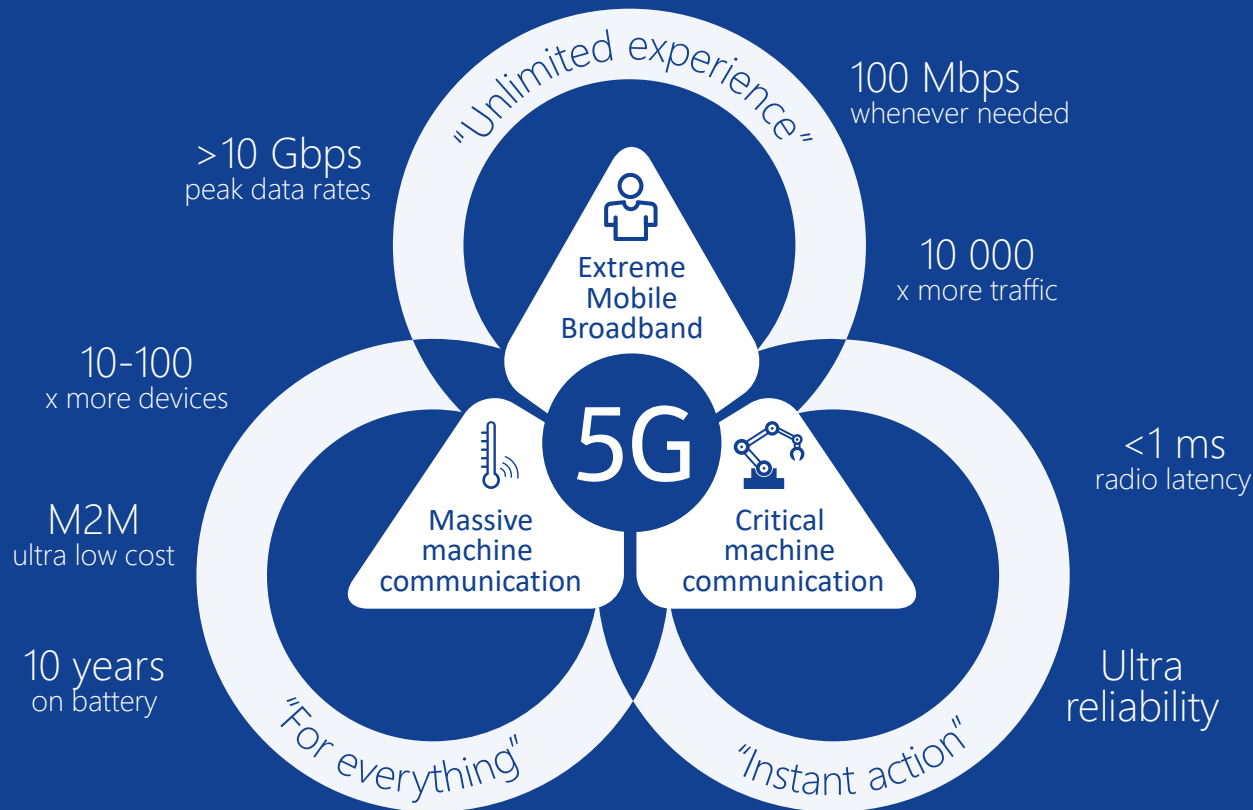 "Unlimited experience"
>10 Gbps
peak data rates
100 Mbps
whenever needed
10 000
x more traffic
Extreme
Mobile
Broadband
5G
10-100
x more devices
M2M
ultra low cost
10 years
on battery
Massive
machine
communication
"For everything"
Critical
machine
communication
<1 ms
radio latency
Ultra
reliability
"Instant action"